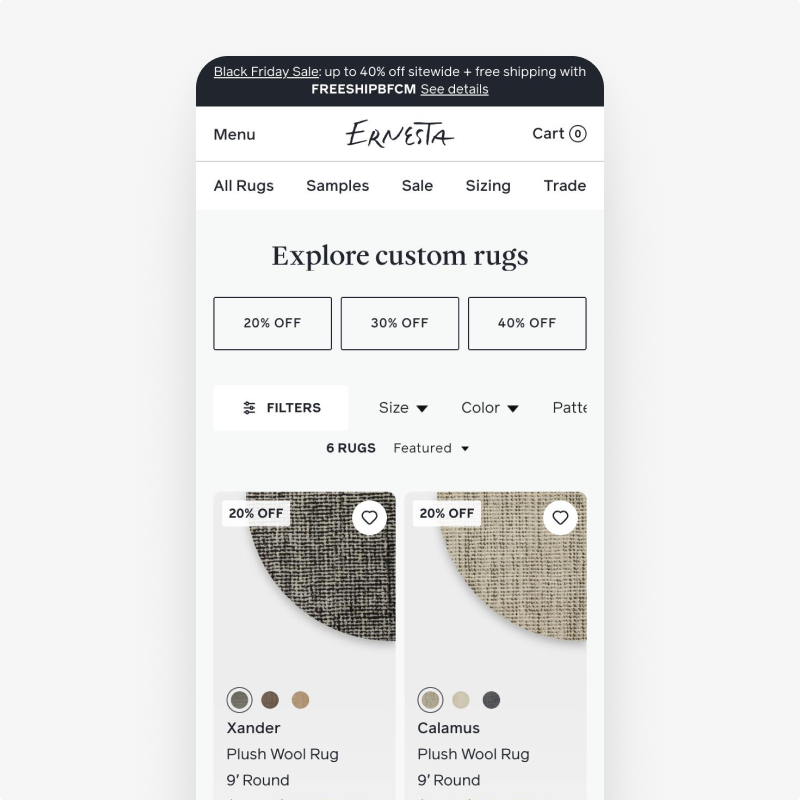 Black Friday Sale: up to 40% off sitewide + free shipping with
FREESHIPBFCM See details
Menu
ERNESTA
Cart 0
All Rugs Samples Sale Sizing Trade
Explore custom rugs
20% OFF 30% OFF 40% OFF
FILTERS Size Color Patte
6 RUGS Featured
20% OFF 20% OFF
Xander Calamus
Plush Wool Rug Plush Wool Rug
9′ Round 9′ Round